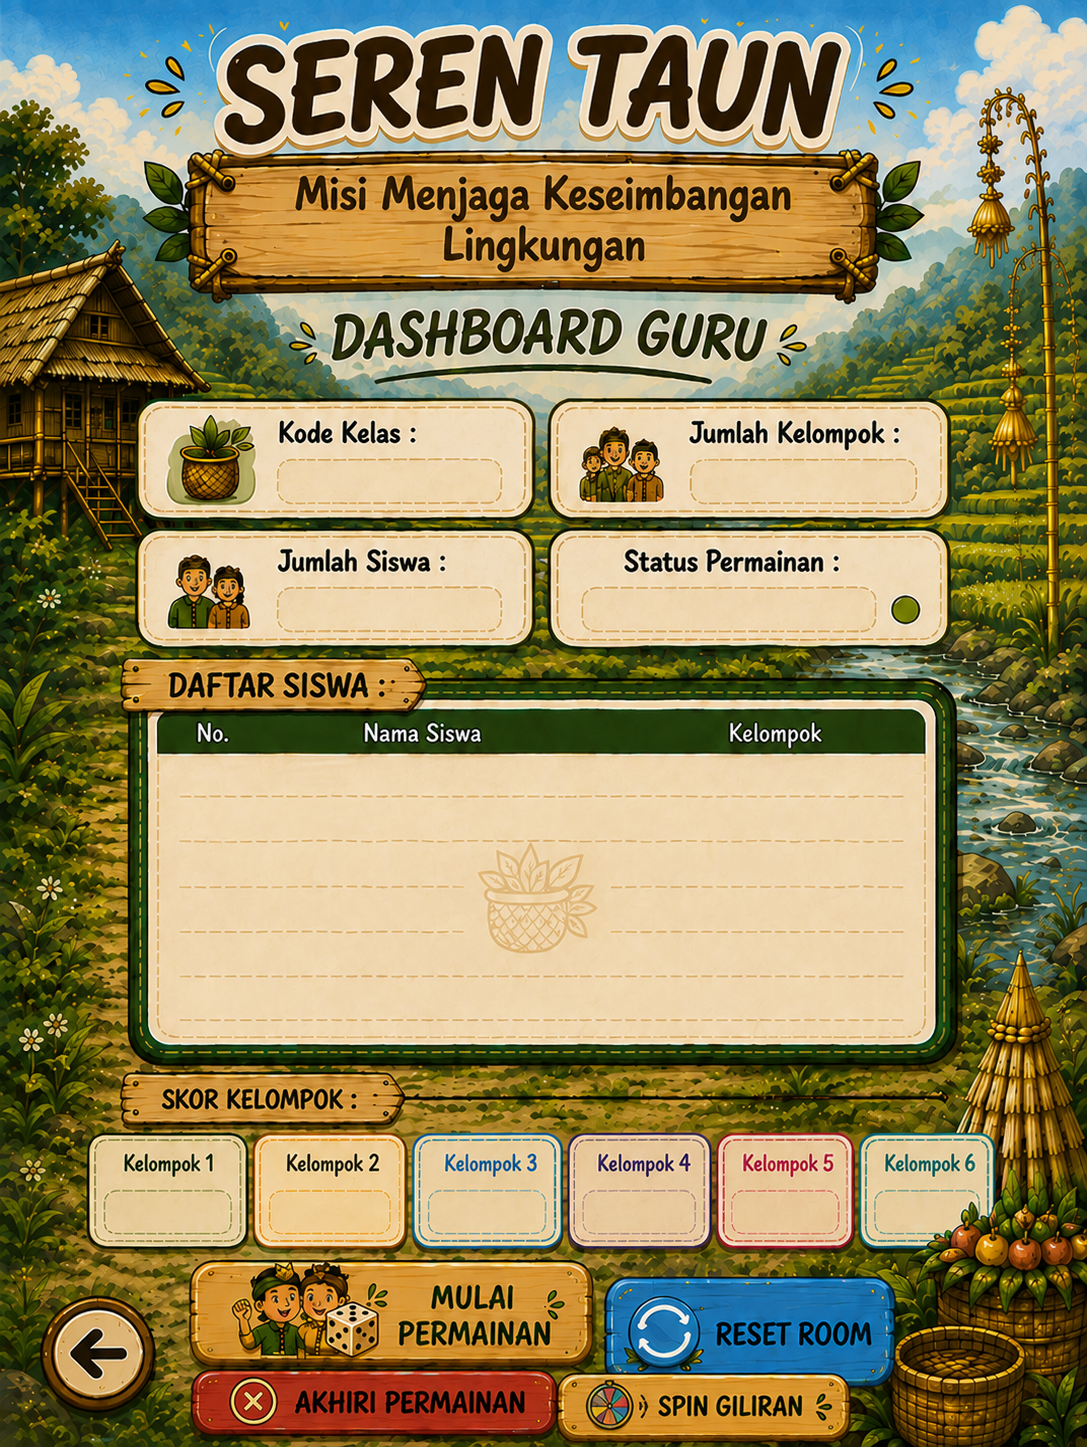 SEREN TAUN
Misi Menjaga Keseimbangan
Lingkungan
DASHBOARD GURU
Kode Kelas :
Jumlah Kelompok :
Jumlah Siswa :
Status Permainan :
DAFTAR SISWA : :
No. Nama Siswa Kelompok
SKOR KELOMPOK :
Kelompok 1 Kelompok 2 Kelompok 3 Kelompok 4 Kelompok 5 Kelompok 6
MULAI
PERMAINAN
RESET ROOM
AKHIRI PERMAINAN
SPIN GILIRAN